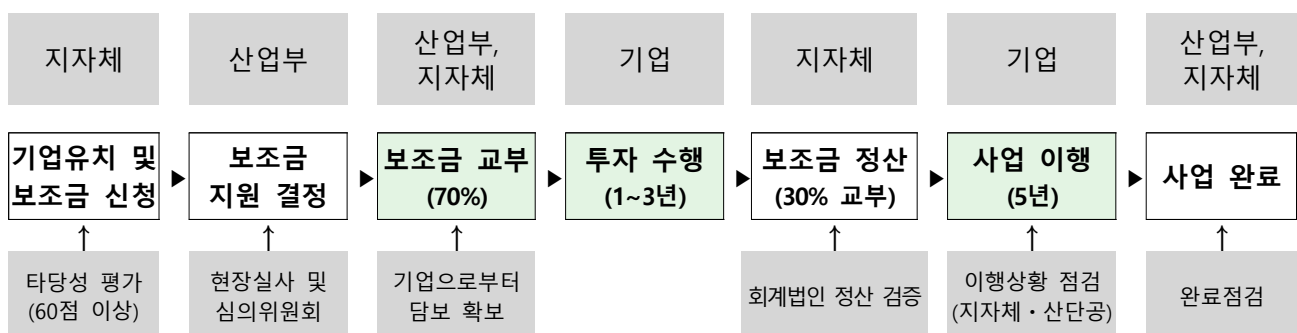 지자체
산업부
산업부,
지자체
기업
지자체
기업
산업부,
지자체
기업유치 및
보조금 신청
▶
보조금
지원 결정
▶
보조금 교부
(70%)
▶
투자 수행
(1~3년)
▶
보조금 정산
(30% 교부)
▶
사업 이행
(5년)
▶
사업 완료
↑
↑
↑
↑
↑
↑
타당성 평가
(60점 이상)
현장실사 및
심의위원회
기업으로부터
담보 확보
회계법인 정산 검증
이행상황 점검
(지자체・산단공)
완료점검